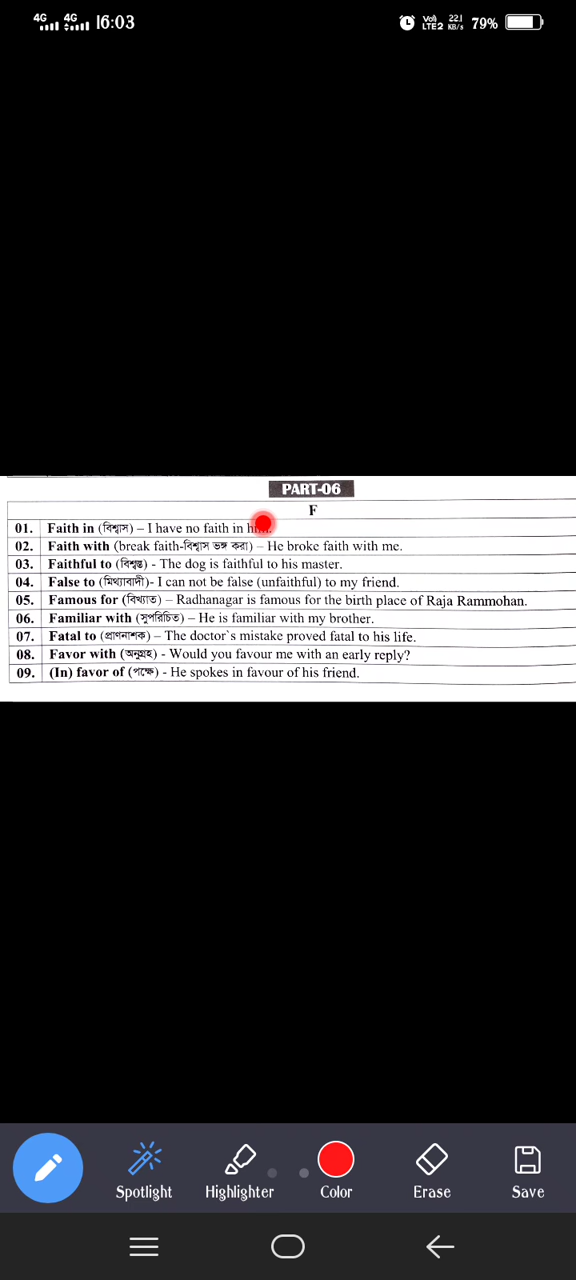 4G 4G 16:03 Vo) LTE2 22.1 KB/s 79%
PART-06
F
01. Faith in (বিশ্বাস) – I have no faith in
02. Faith with (break faith-বিশ্বাস ভঙ্গ করা) – He broke faith with me.
03. Faithful to (বিশ্বস্ত) - The dog is faithful to his master.
04. False to (মিথ্যাবাদী)- I can not be false (unfaithful) to my friend.
05. Famous for (বিখ্যাত) – Radhanagar is famous for the birth place of Raja Rammohan.
06. Familiar with (সুপরিচিত) – He is familiar with my brother.
07. Fatal to (প্রাণনাশক) – The doctor`s mistake proved fatal to his life.
08. Favor with (অনুগ্রহ) - Would you favour me with an early reply?
09. (In) favor of (পক্ষে) - He spokes in favour of his friend.
Spotlight Highlighter Color Erase Save